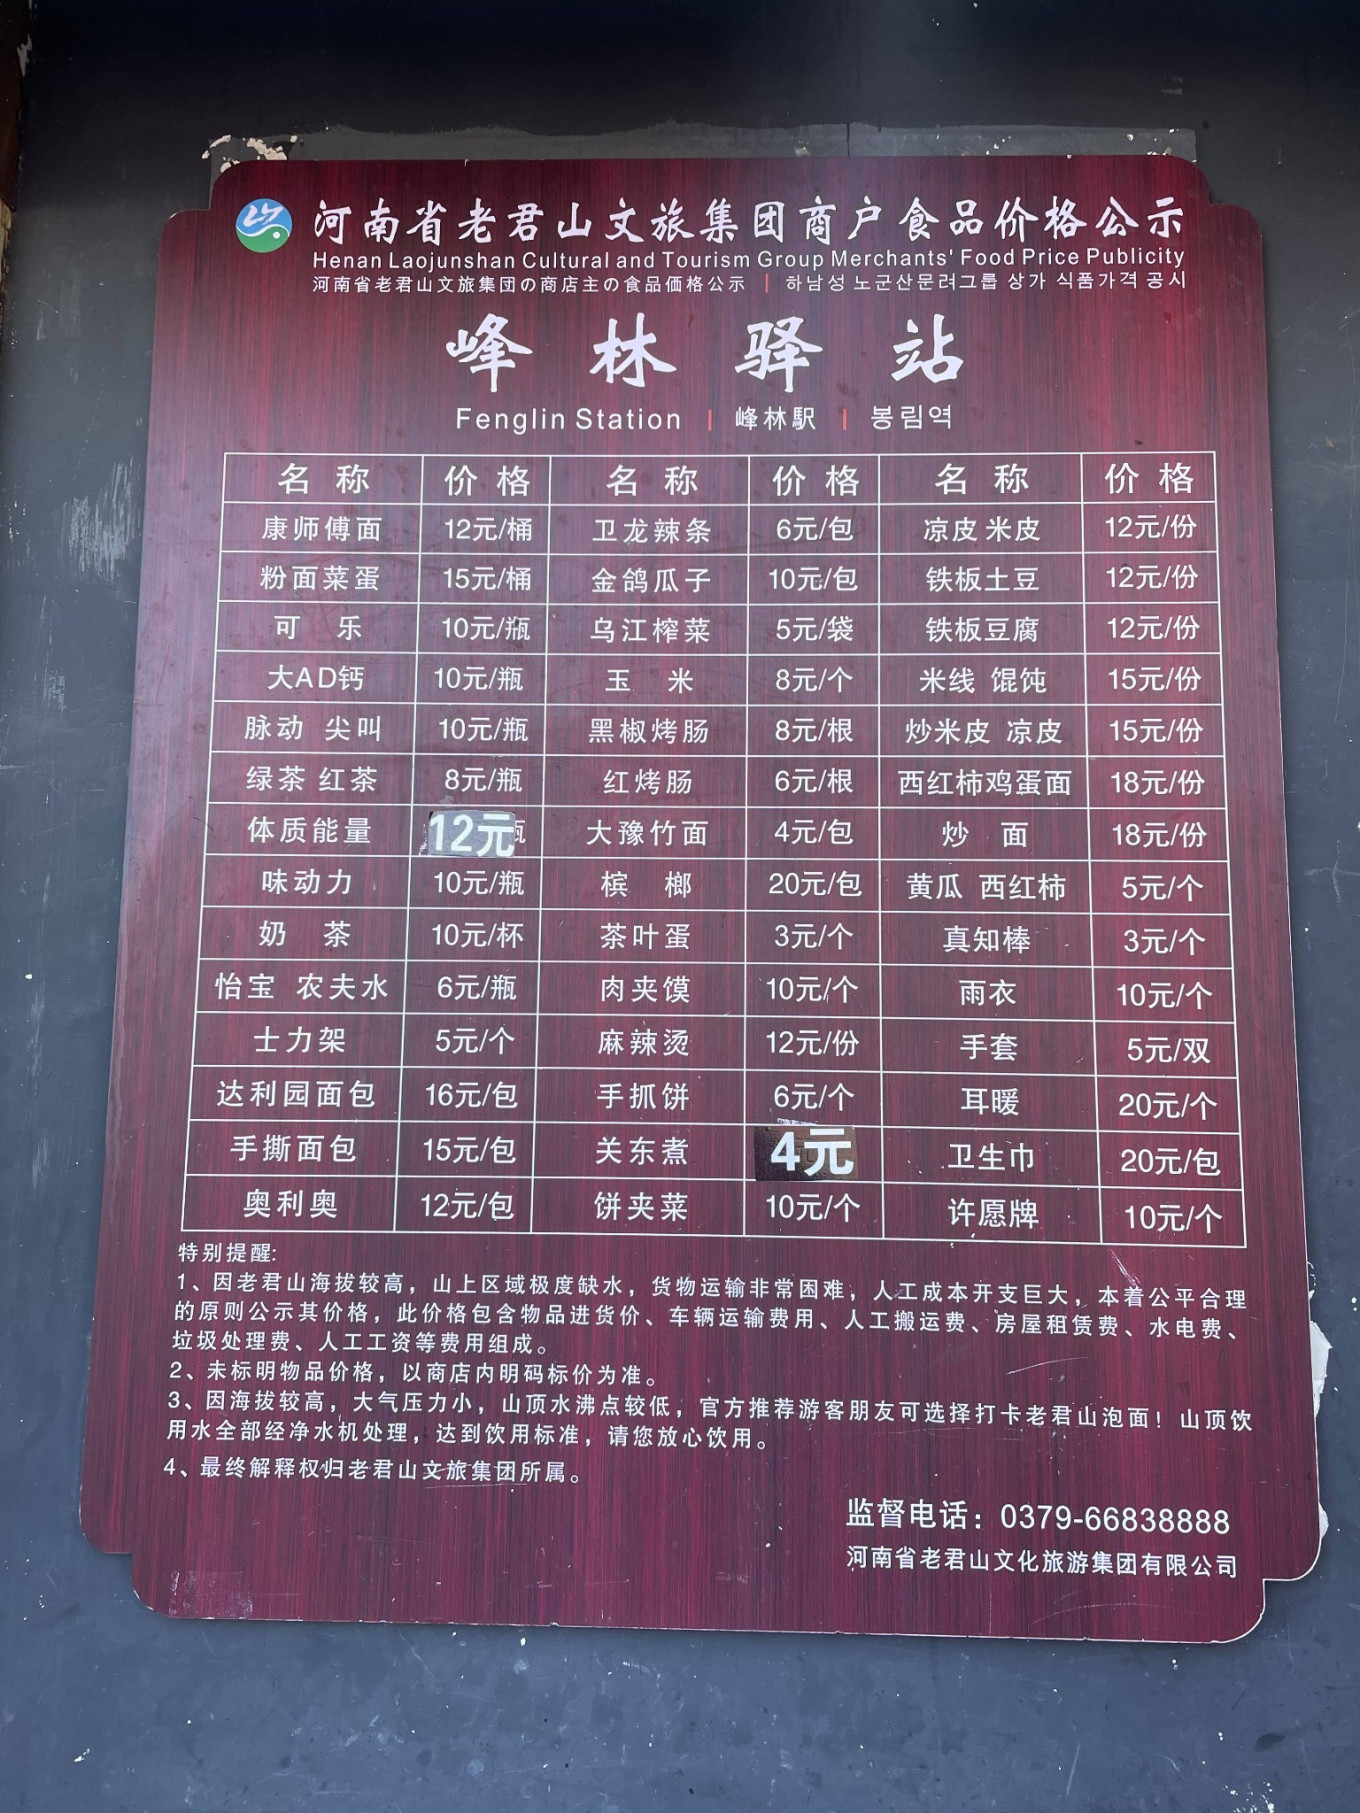 河南省老君山文旅集团商户食品价格公示
Henan Laojunshan Cultural and Tourism Group Merchants' Food Price Publicity
河南省老君山文旅集団の商店主の食品価格公示 | 하남성 노군산문려그룹 상가 식품가격 공시
峰林驿站
Fenglin Station | 峰林駅 | 봉림역
名称 价格 名称 价格 名称 价格
康师傅面 12元/桶 卫龙辣条 6元/包 凉皮 米皮 12元/份
粉面菜蛋 15元/桶 金鸽瓜子 10元/包 铁板土豆 12元/份
可乐 10元/瓶 乌江榨菜 5元/袋 铁板豆腐 12元/份
大AD钙 10元/瓶 玉米 8元/个 米线 馄饨 15元/份
脉动 尖叫 10元/瓶 黑椒烤肠 8元/根 炒米皮 凉皮 15元/份
绿茶 红茶 8元/瓶 红烤肠 6元/根 西红柿鸡蛋面 18元/份
体质能量 12元 大豫竹面 4元/包 炒面 18元/份
味动力 10元/瓶 槟榔 20元/包 黄瓜 西红柿 5元/个
奶茶 10元/杯 茶叶蛋 3元/个 真知棒 3元/个
怡宝 农夫水 6元/瓶 肉夹馍 10元/个 雨衣 10元/个
士力架 5元/个 麻辣烫 12元/份 手套 5元/双
达利园面包 16元/包 手抓饼 6元/个 耳暖 20元/个
手撕面包 15元/包 关东煮 4元 卫生巾 20元/包
奥利奥 12元/包 饼夹菜 10元/个 许愿牌 10元/个
特别提醒:
1、因老君山海拔较高，山上区域极度缺水，货物运输非常困难，人工成本开支巨大，本着公平合理
的原则公示其价格，此价格包含物品进货价、车辆运输费用、人工搬运费、房屋租赁费、水电费、
垃圾处理费、人工工资等费用组成。
2、未标明物品价格，以商店内明码标价为准。
3、因海拔较高，大气压力小，山顶水沸点较低，官方推荐游客朋友可选择打卡老君山泡面！山顶饮
用水全部经净水机处理，达到饮用标准，请您放心饮用。
4、最终解释权归老君山文旅集团所属。
监督电话：0379-66838888
河南省老君山文化旅游集团有限公司